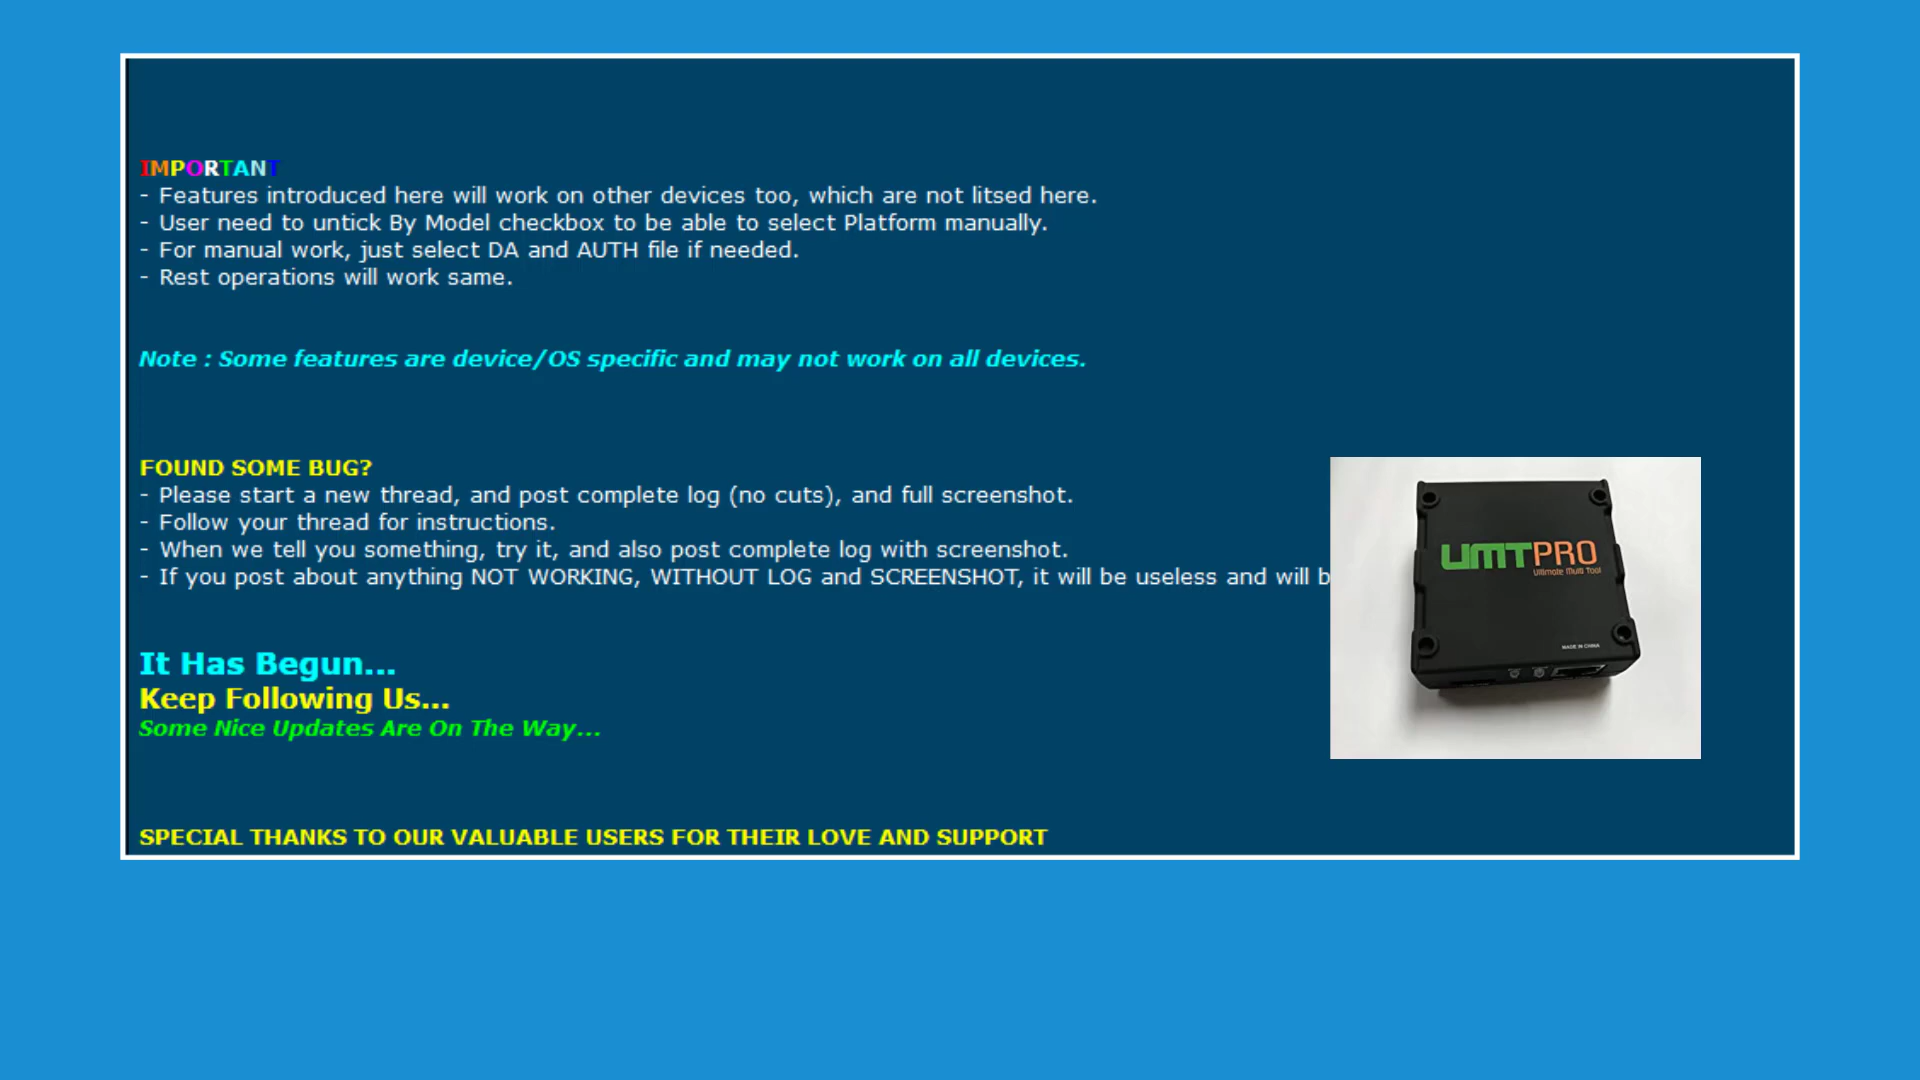 IMPORTANT
- Features introduced here will work on other devices too, which are not litsed here.
- User need to untick By Model checkbox to be able to select Platform manually.
- For manual work, just select DA and AUTH file if needed.
- Rest operations will work same.
Note : Some features are device/OS specific and may not work on all devices.
FOUND SOME BUG?
- Please start a new thread, and post complete log (no cuts), and full screenshot.
- Follow your thread for instructions.
- When we tell you something, try it, and also post complete log with screenshot.
- If you post about anything NOT WORKING, WITHOUT LOG and SCREENSHOT, it will be useless and will b
UMTPRO
Ultimate Multi Tool
MADE IN CHINA
It Has Begun...
Keep Following Us...
Some Nice Updates Are On The Way...
SPECIAL THANKS TO OUR VALUABLE USERS FOR THEIR LOVE AND SUPPORT